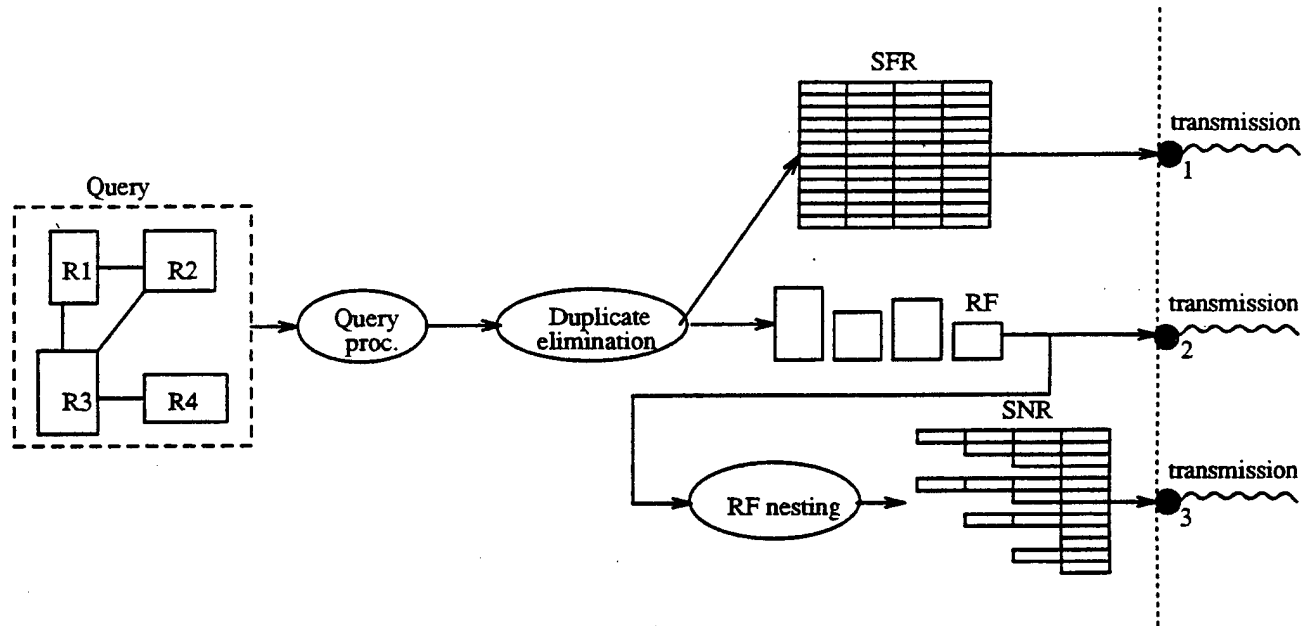 SFR
transmission
1
Query
R1
R2
R3
R4
Query
proc.
Duplicate
elimination
RF
transmission
2
SNR
RF nesting
transmission
3